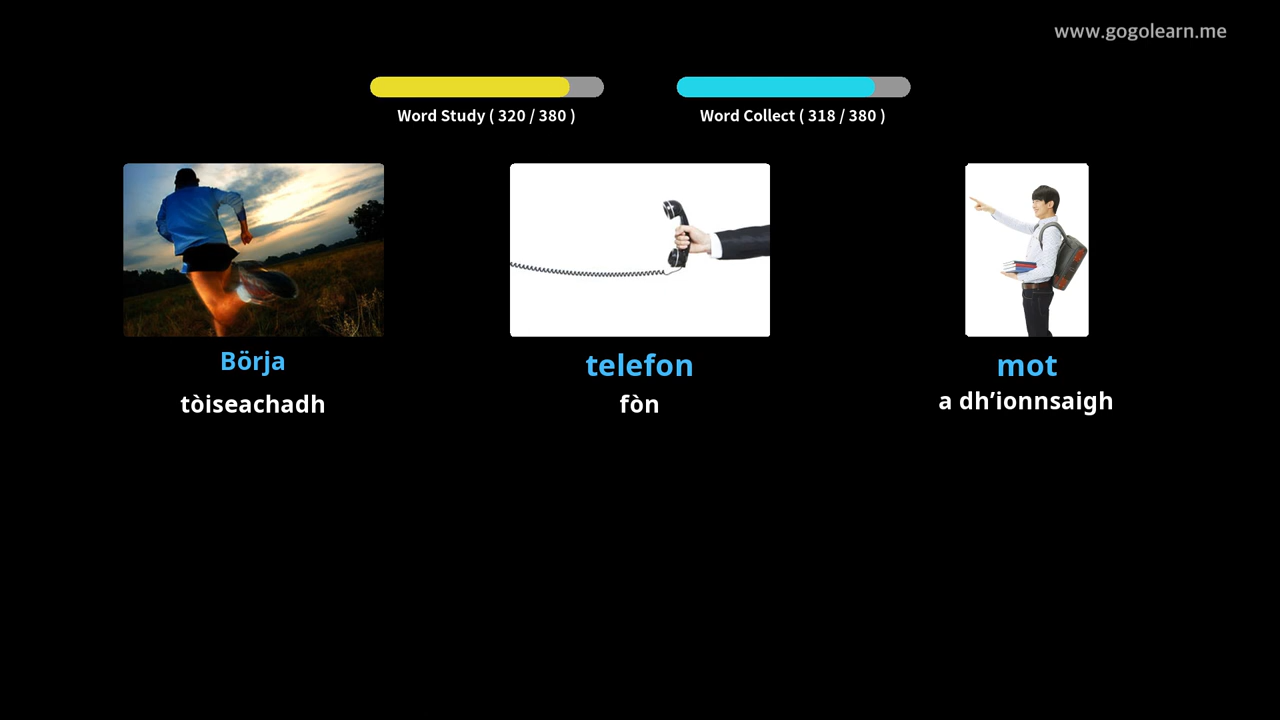 www.gogolearn.me
Word Study ( 320 / 380 )
Word Collect ( 318 / 380 )
Börja
telefon
mot
tòiseachadh
fòn
a dh’ionnsaigh